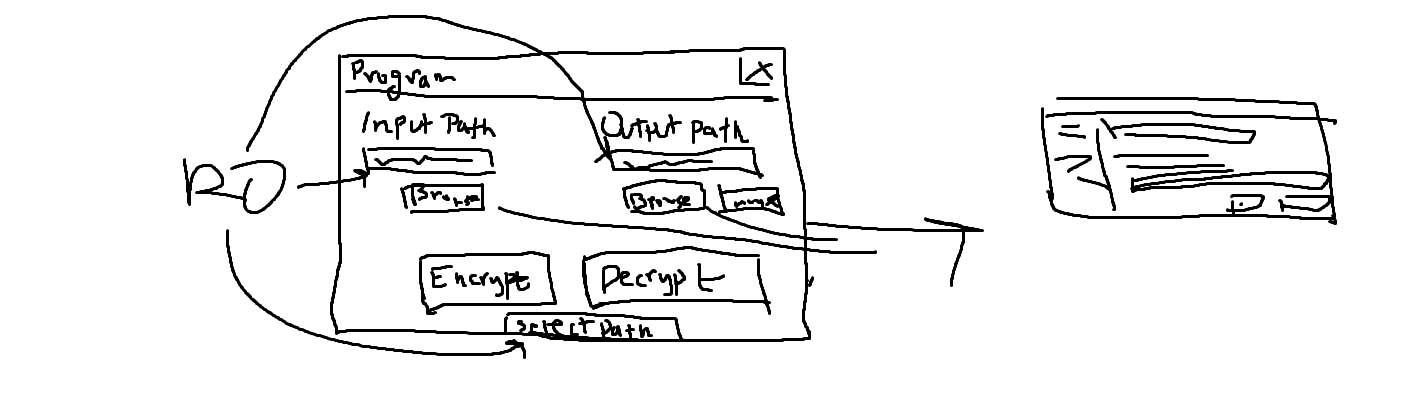 Program X
Input Path Output path
RO
Browse Browse
Encrypt Decrypt
Select Path